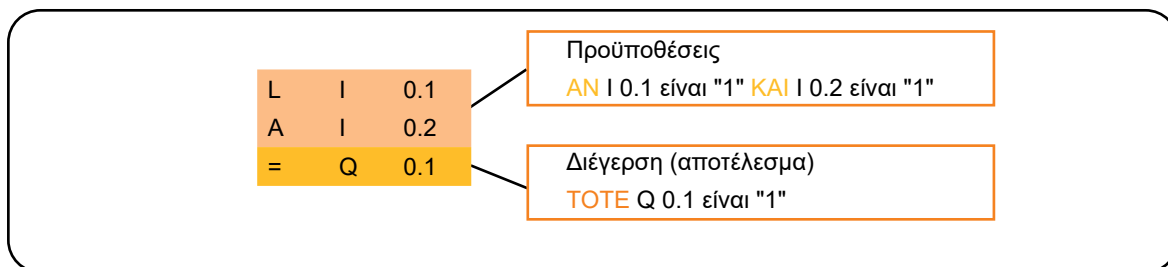 L I 0.1
A I 0.2
= Q 0.1
Προϋποθέσεις
ΑΝ I 0.1 είναι "1" ΚΑΙ I 0.2 είναι "1"
Διέγερση (αποτέλεσμα)
ΤΟΤΕ Q 0.1 είναι "1"